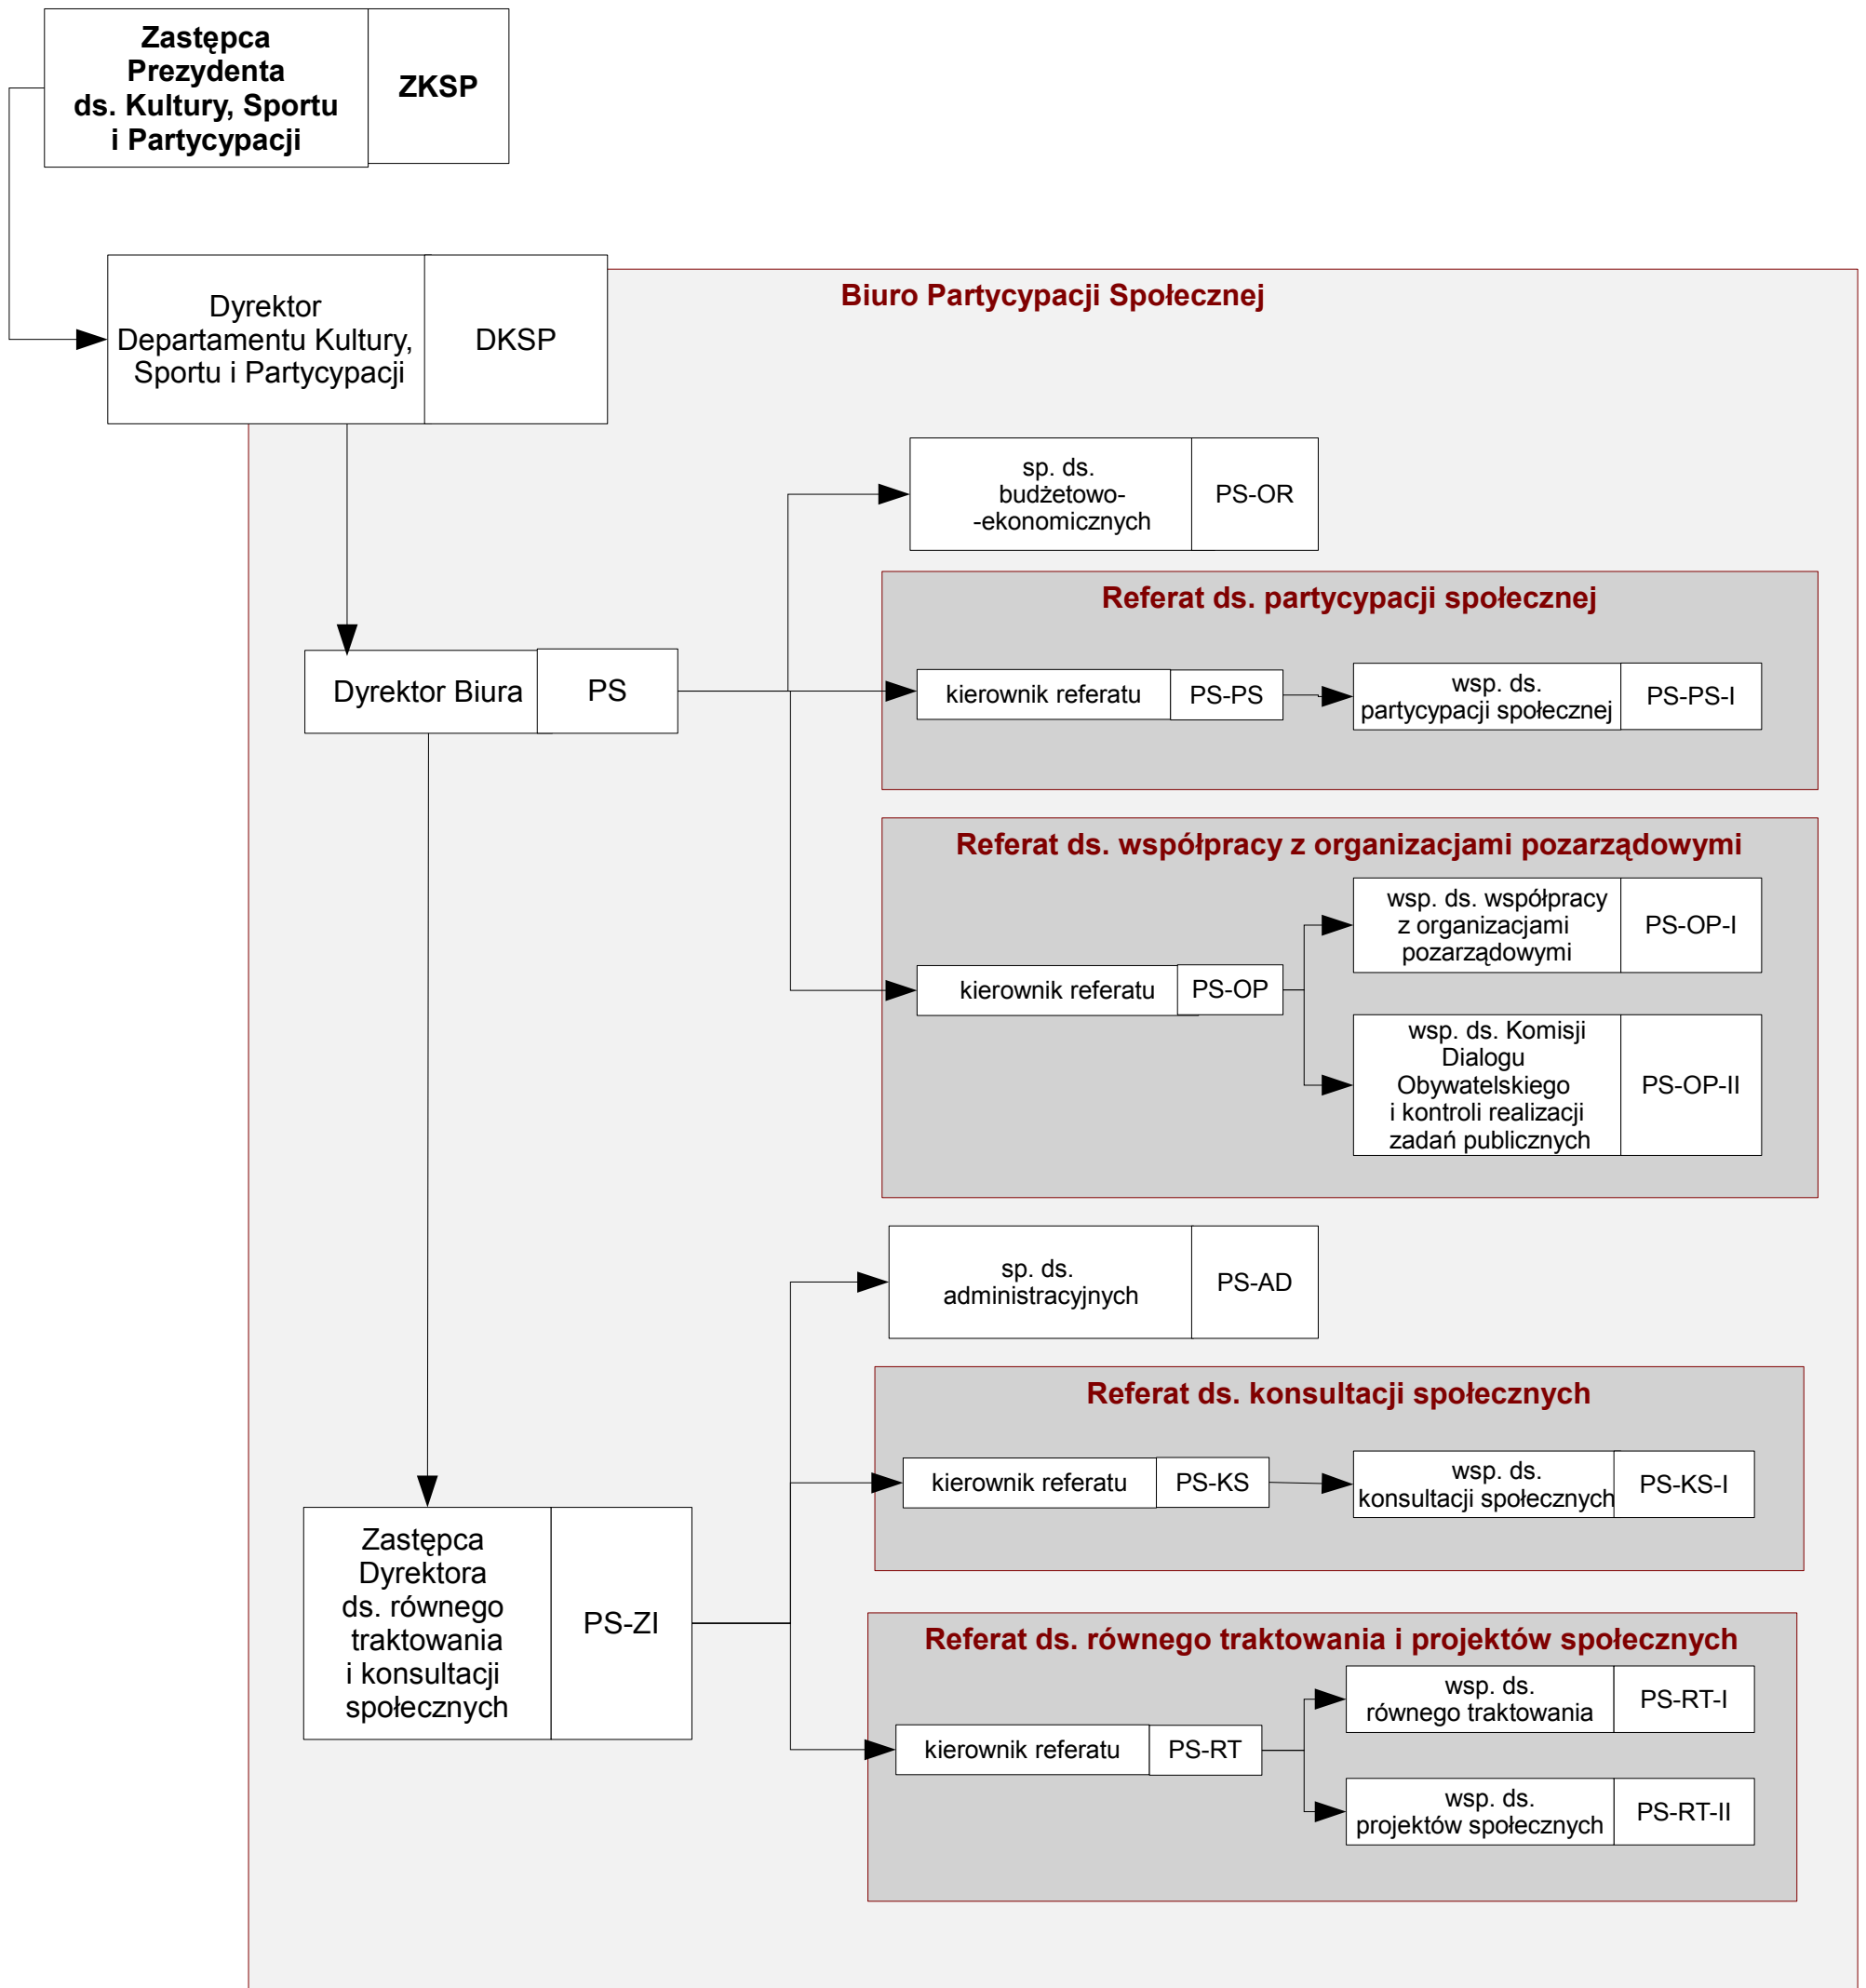 Zastępca
Prezydenta
ds. Kultury, Sportu
i Partycypacji
ZKSP
Dyrektor
Departamentu Kultury,
Sportu i Partycypacji
DKSP
Biuro Partycypacji Społecznej
sp. ds.
budżetowo-
-ekonomicznych
PS-OR
Referat ds. partycypacji społecznej
Dyrektor Biura
PS
kierownik referatu
PS-PS
wsp. ds.
partycypacji społecznej
PS-PS-I
Referat ds. współpracy z organizacjami pozarządowymi
kierownik referatu
PS-OP
wsp. ds. współpracy
z organizacjami
pozarządowymi
PS-OP-I
wsp. ds. Komisji
Dialogu
Obywatelskiego
i kontroli realizacji
zadań publicznych
PS-OP-II
sp. ds.
administracyjnych
PS-AD
Referat ds. konsultacji społecznych
kierownik referatu
PS-KS
wsp. ds.
konsultacji społecznych
PS-KS-I
Zastępca
Dyrektora
ds. równego
traktowania
i konsultacji
społecznych
PS-ZI
Referat ds. równego traktowania i projektów społecznych
kierownik referatu
PS-RT
wsp. ds.
równego traktowania
PS-RT-I
wsp. ds.
projektów społecznych
PS-RT-II